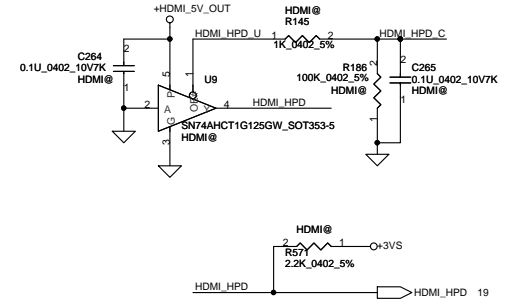 +HDMI_5V_OUT
HDMI@
R145
HDMI_HPD_U
1
2
HDMI_HPD_C
1K_0402_5%
2
C264
0.1U_0402_10V7K
HDMI@
1
5
1
P
OE#
U9
2
A
Y
4
HDMI_HPD
G
3
SN74AHCT1G125GW_SOT353-5
HDMI@
2
R186
100K_0402_5%
HDMI@
1
2
C265
0.1U_0402_10V7K
HDMI@
1
HDMI@
2
1
+3VS
R571
2.2K_0402_5%
HDMI_HPD
HDMI_HPD 19